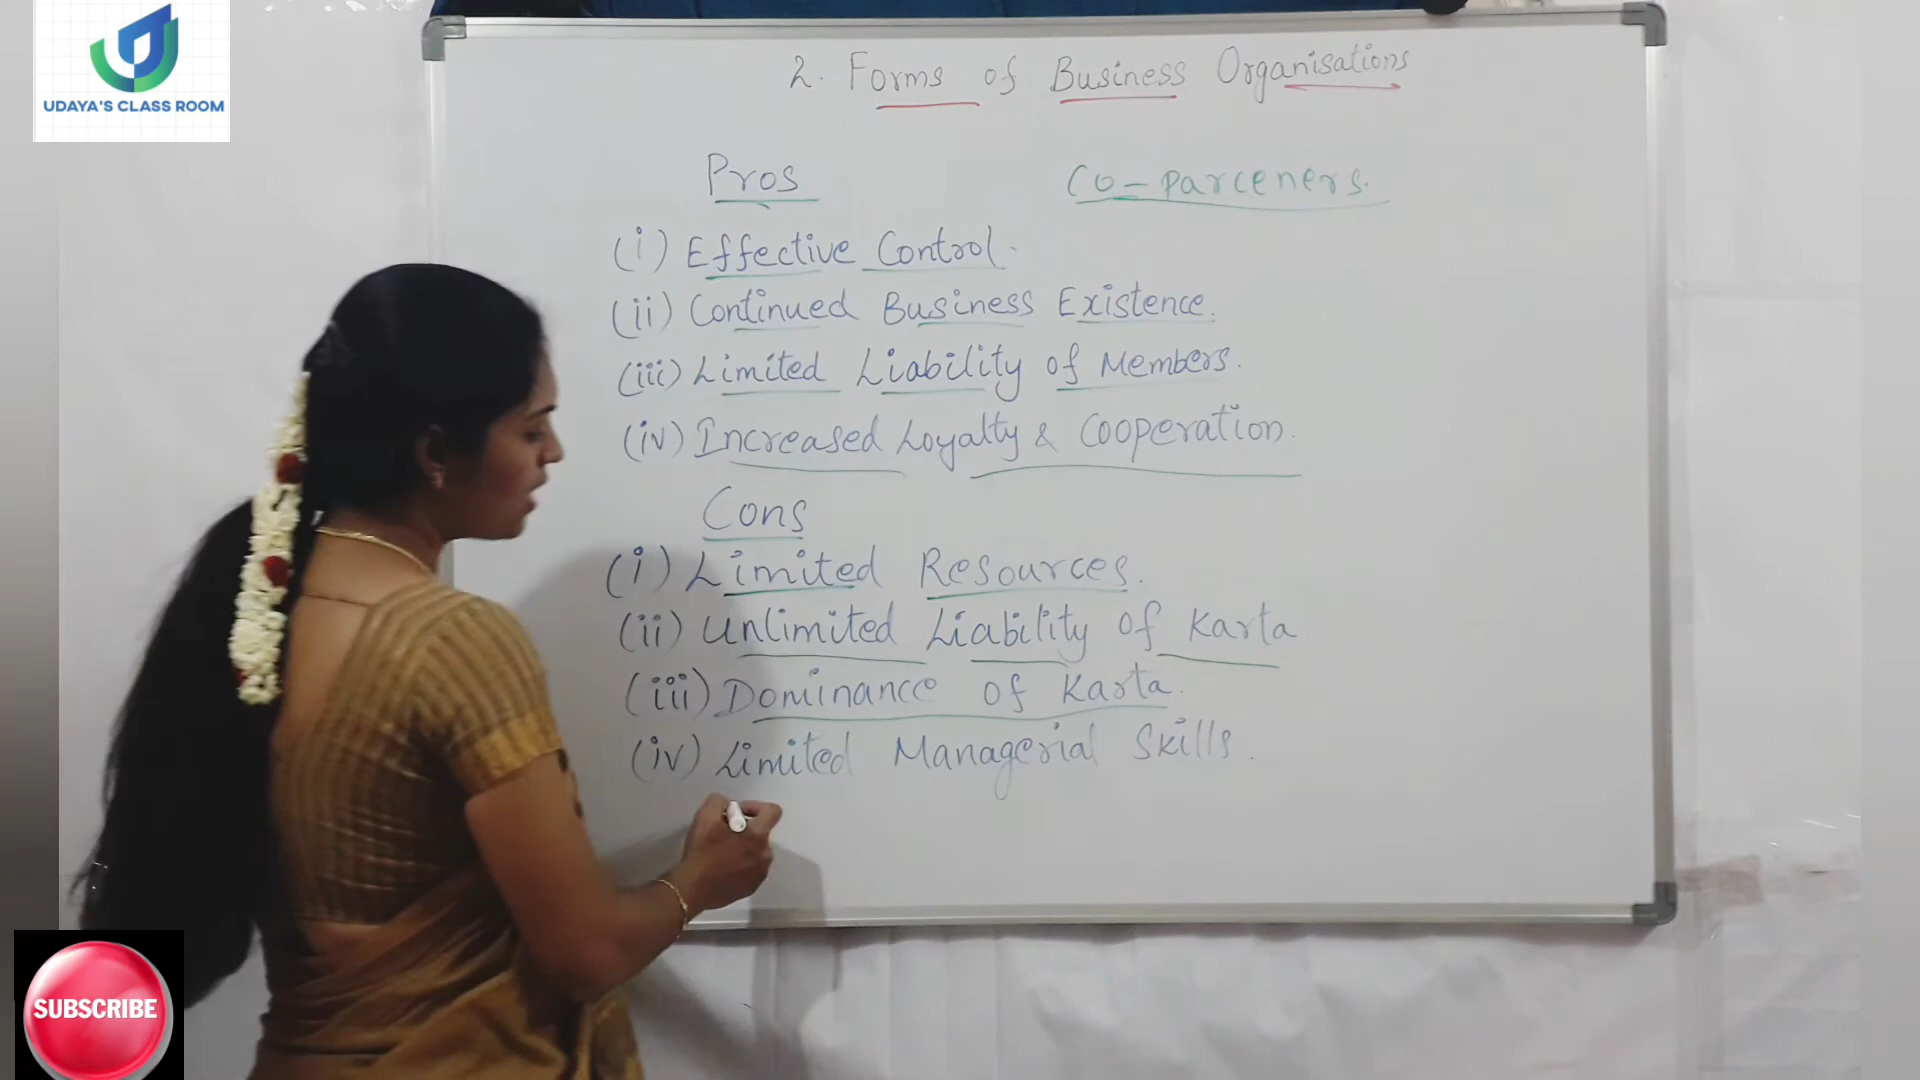 UDAYA'S CLASS ROOM
2. Forms of Business Organisations
Pros
Co-parceners.
(i) Effective Control.
(ii) Continued Business Existence.
(iii) Limited Liability of Members.
(iv) Increased Loyalty & Cooperation.
Cons
(i) Limited Resources.
(ii) Unlimited Liability of Karta
(iii) Dominance of Karta.
(iv) Limited Managerial Skills.
SUBSCRIBE